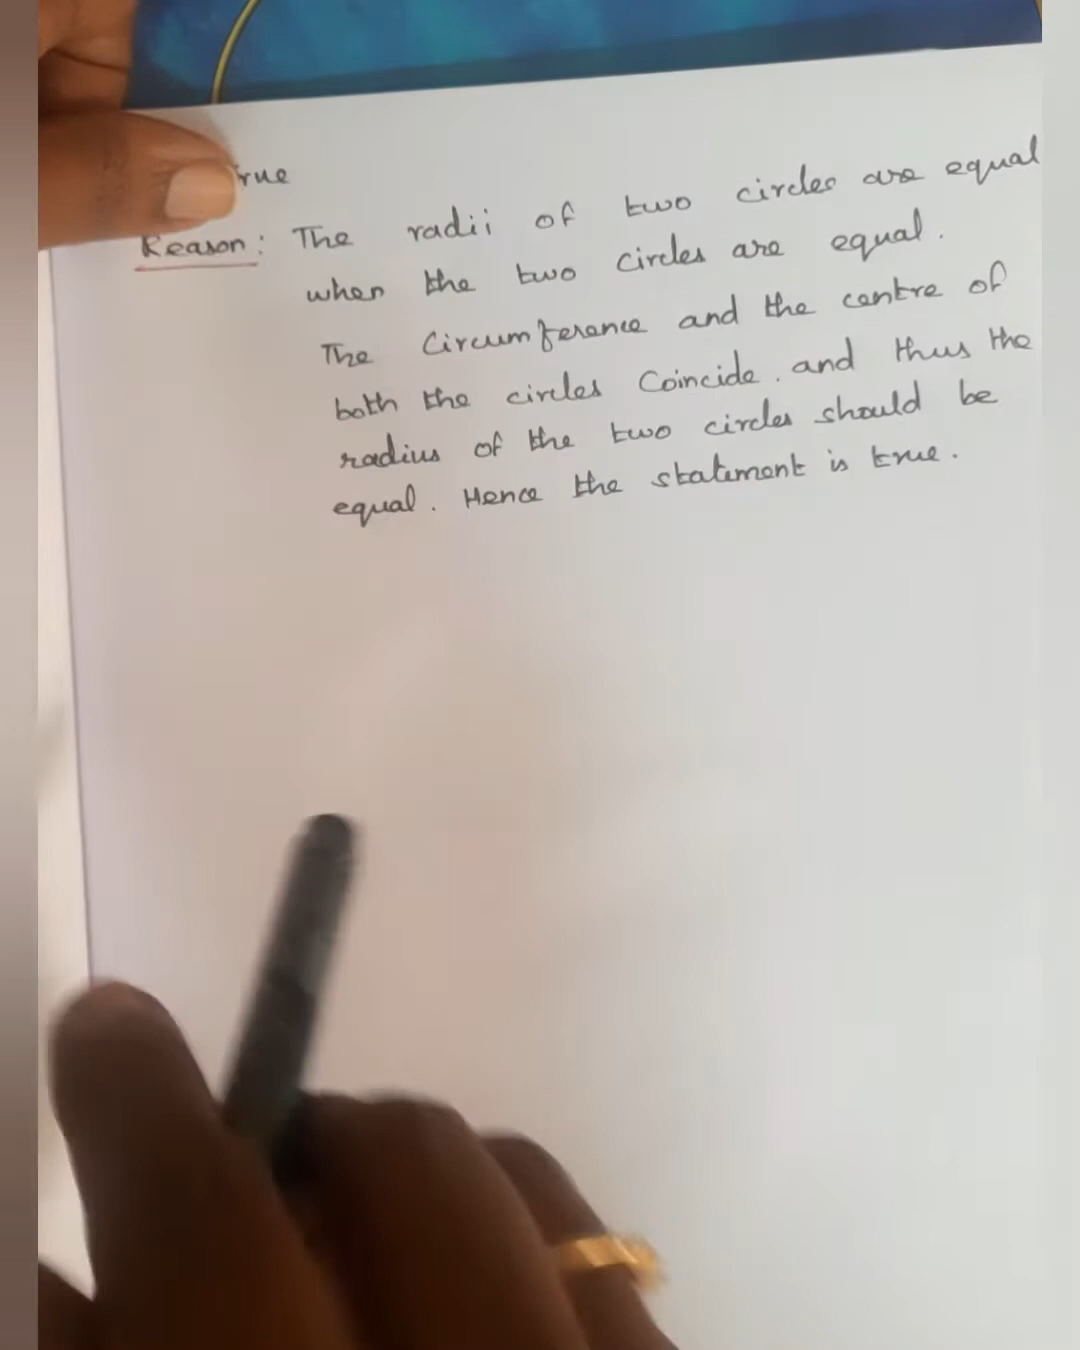 True
Reason: The radii of two circles are equal
when the two circles are equal.
The Circumference and the centre of
both the circles Coincide. and thus the
radius of the two circles should be
equal. Hence the statement is true.